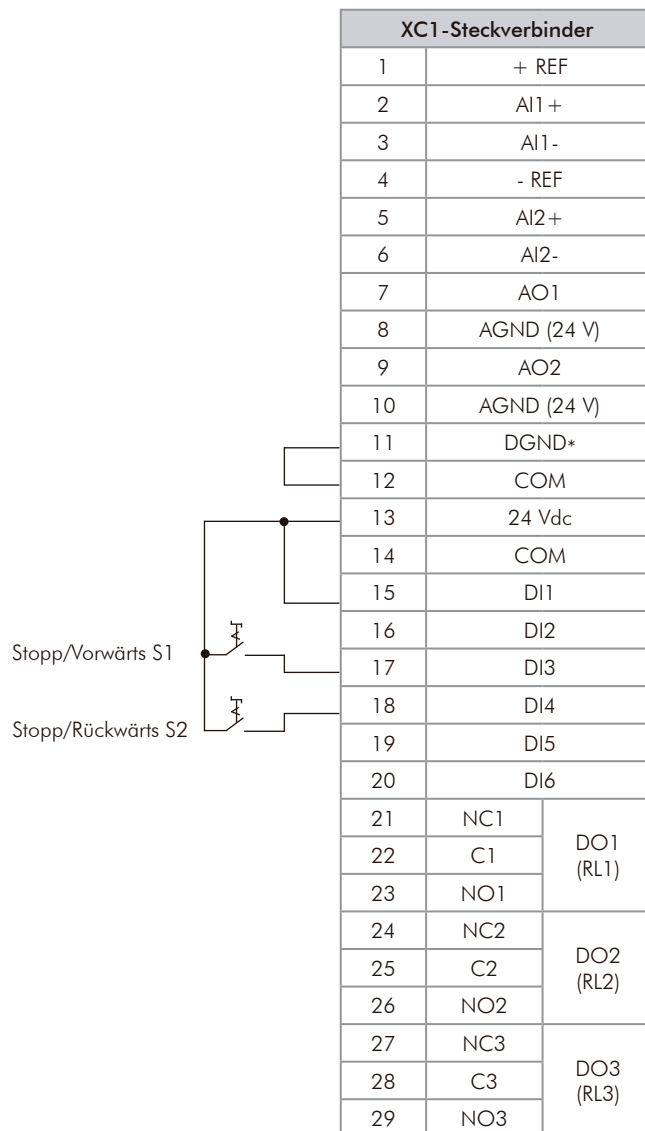 XC1-Steckverbinder
1 + REF
2 AI1+
3 AI1-
4 - REF
5 AI2+
6 AI2-
7 AO1
8 AGND (24 V)
9 AO2
10 AGND (24 V)
11 DGND*
12 COM
13 24 Vdc
14 COM
15 DI1
16 DI2
Stopp/Vorwärts S1
17 DI3
18 DI4
Stopp/Rückwärts S2
19 DI5
20 DI6
21 NC1
22 C1
23 NO1
DO1
(RL1)
24 NC2
25 C2
26 NO2
DO2
(RL2)
27 NC3
28 C3
29 NO3
DO3
(RL3)